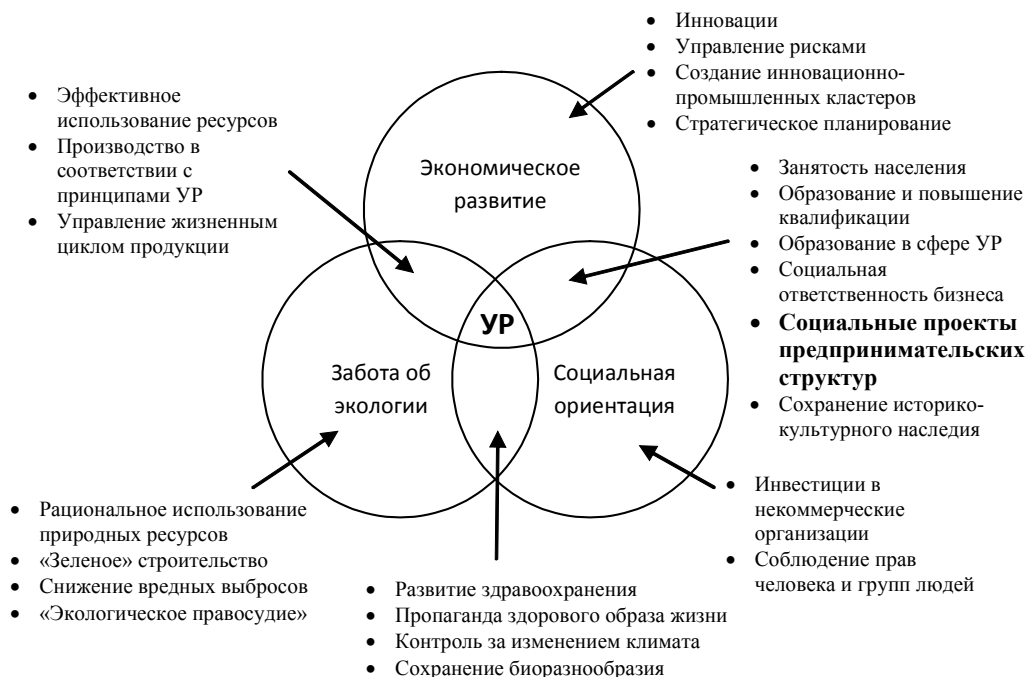 • Инновации
• Управление рисками
• Создание инновационно-
промышленных кластеров
• Стратегическое планирование
• Эффективное
использование ресурсов
• Производство в
соответствии с
принципами УР
• Управление жизненным
циклом продукции
Экономическое
развитие
• Занятость населения
• Образование и повышение
квалификации
• Образование в сфере УР
• Социальная
ответственность бизнеса
• Социальные проекты
предпринимательских
структур
• Сохранение историко-
культурного наследия
УР
Забота об
экологии
Социальная
ориентация
• Рациональное использование
природных ресурсов
• «Зеленое» строительство
• Снижение вредных выбросов
• «Экологическое правосудие»
• Развитие здравоохранения
• Пропаганда здорового образа жизни
• Контроль за изменением климата
• Сохранение биоразнообразия
• Инвестиции в
некоммерческие
организации
• Соблюдение прав
человека и групп людей